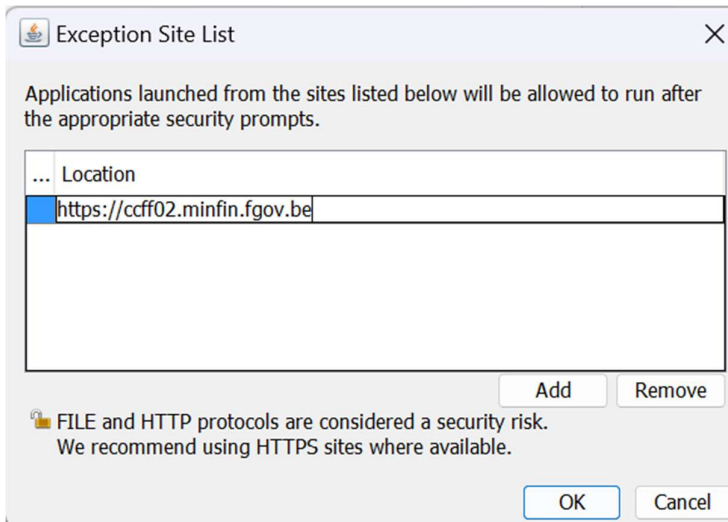 Exception Site List
Applications launched from the sites listed below will be allowed to run after
the appropriate security prompts.
... Location
https://ccff02.minfin.fgov.be
Add Remove
FILE and HTTP protocols are considered a security risk.
We recommend using HTTPS sites where available.
OK Cancel